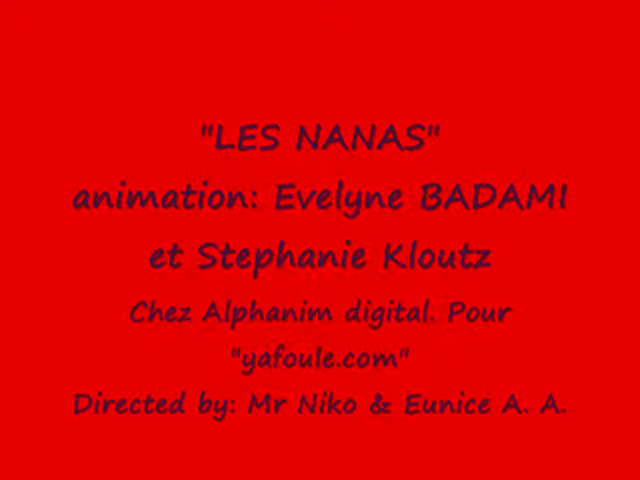 "LES NANAS"
animation: Evelyne BADAMI
et Stephanie Kloutz
Chez Alphanim digital. Pour
"yafoule.com"
Directed by: Mr Niko & Eunice A. A.